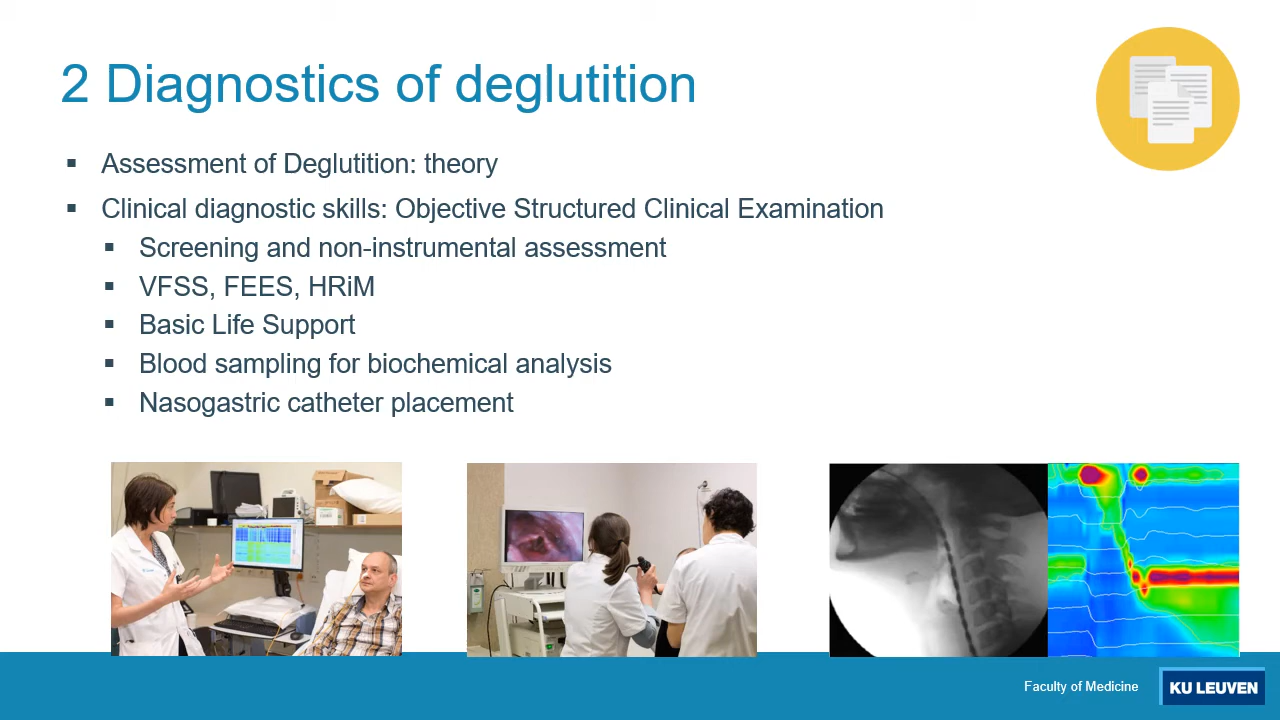 2 Diagnostics of deglutition
Assessment of Deglutition: theory
Clinical diagnostic skills: Objective Structured Clinical Examination
Screening and non-instrumental assessment
VFSS, FEES, HRiM
Basic Life Support
Blood sampling for biochemical analysis
Nasogastric catheter placement
Faculty of Medicine
KU LEUVEN